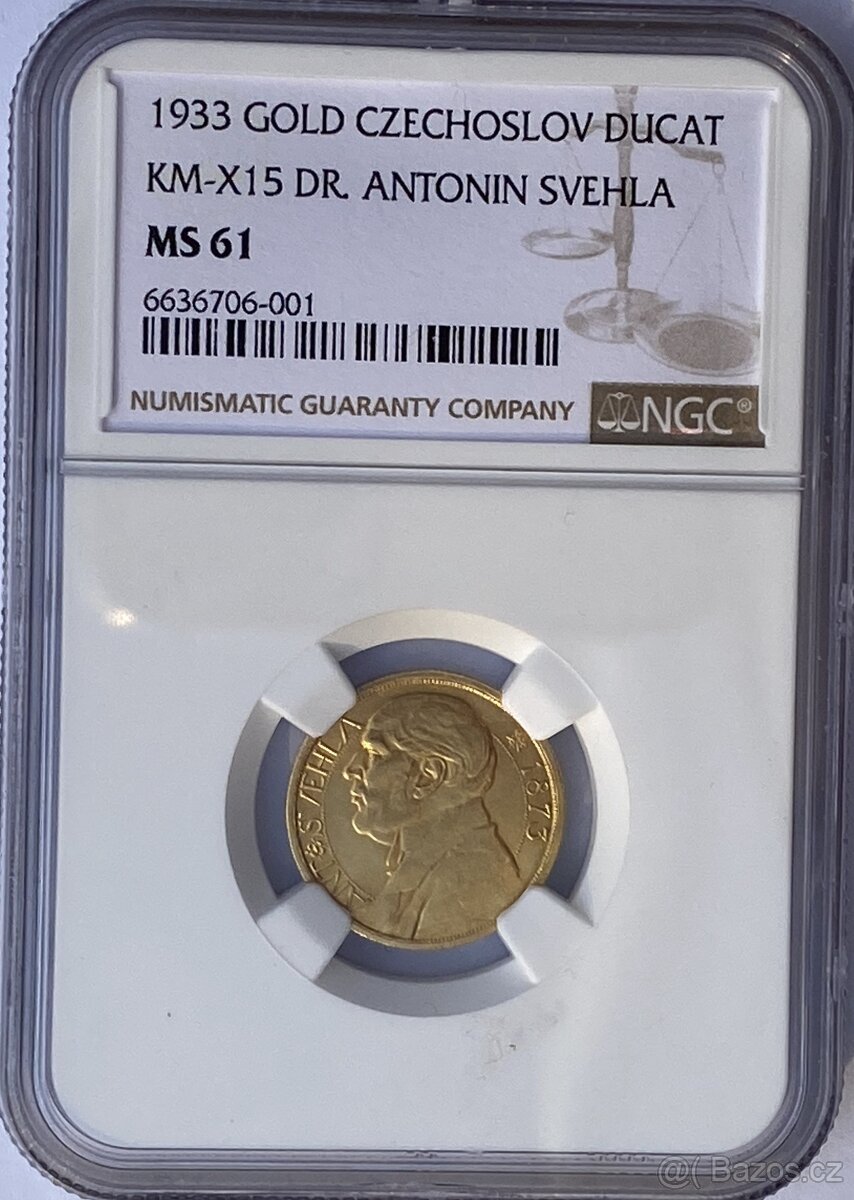 1933 GOLD CZECHOSLOV DUCAT
KM-X15 DR. ANTONIN SVEHLA
MS 61
6636706-001
NUMISMATIC GUARANTY COMPANY
NGC®
ŠVEHLA
* 1873
@( Bazos.cz